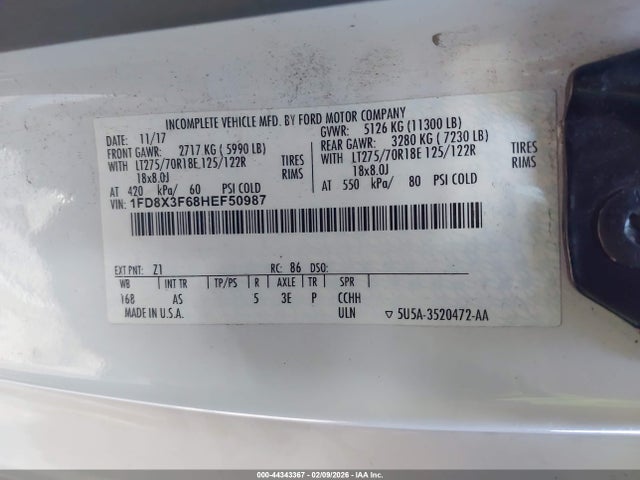 INCOMPLETE VEHICLE MFD. BY FORD MOTOR COMPANY
DATE: 11/17 GVWR: 5126 KG (11300 LB)
FRONT GAWR: 2717 KG ( 5990 LB) REAR GAWR: 3280 KG ( 7230 LB)
WITH LT275/70R18E 125/122R TIRES WITH LT275/70R18E 125/122R TIRES
18x8.0J RIMS 18x8.0J RIMS
AT 420 kPa/ 60 PSI COLD AT 550 kPa/ 80 PSI COLD
VIN: 1FD8X3F68HEF50987
EXT PNT: Z1 RC: 86 DSO:
WB INT TR TP/PS R AXLE TR SPR
168 AS 5 3E P CCHH
MADE IN U.S.A. ULN ▽ 5U5A-3520472-AA
000-44343367 - 02/09/2026 - IAAI.COM